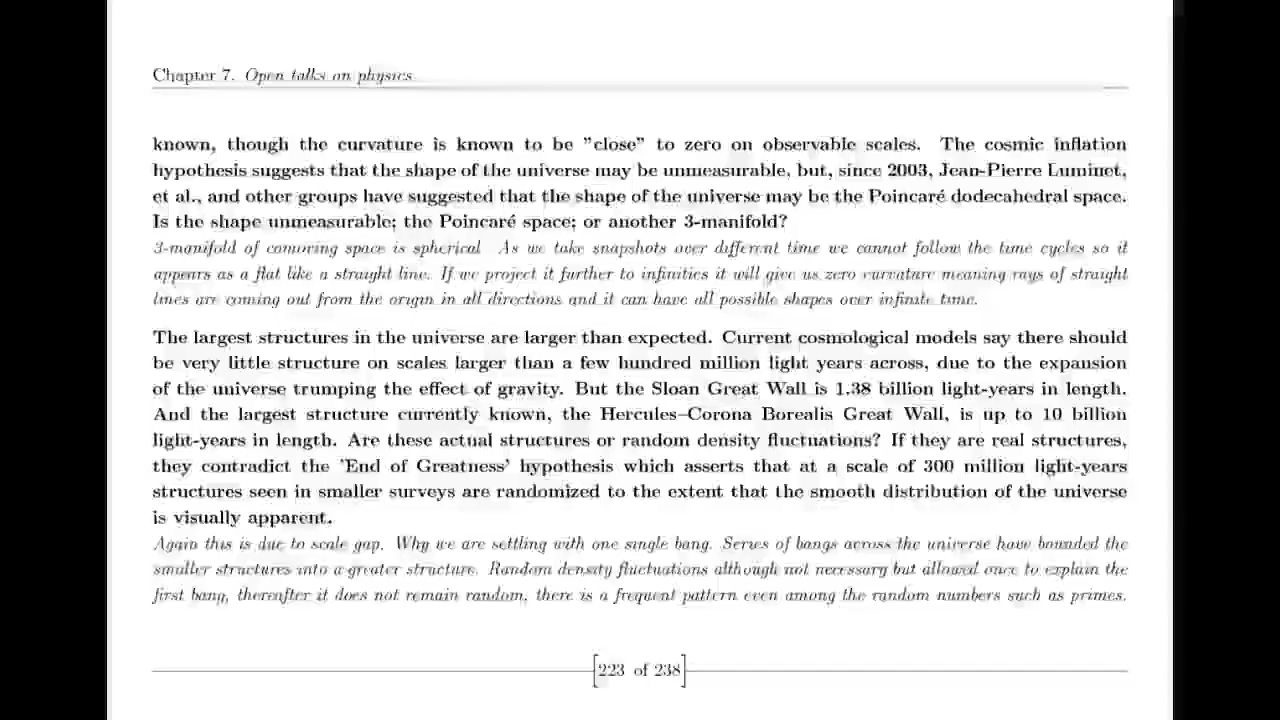 Chapter 7. Open talks on physics
known, though the curvature is known to be "close" to zero on observable scales. The cosmic inflation
hypothesis suggests that the shape of the universe may be unmeasurable, but, since 2003, Jean-Pierre Luminet,
et al., and other groups have suggested that the shape of the universe may be the Poincaré dodecahedral space.
Is the shape unmeasurable; the Poincaré space; or another 3-manifold?
3-manifold of comoving space is spherical. As we take snapshots over different time we cannot follow the time cycles so it
appears as a flat like a straight line. If we project it further to infinities it will give us zero curvature meaning rays of straight
lines are coming out from the origin in all directions and it can have all possible shapes over infinite time.
The largest structures in the universe are larger than expected. Current cosmological models say there should
be very little structure on scales larger than a few hundred million light years across, due to the expansion
of the universe trumping the effect of gravity. But the Sloan Great Wall is 1.38 billion light-years in length.
And the largest structure currently known, the Hercules–Corona Borealis Great Wall, is up to 10 billion
light-years in length. Are these actual structures or random density fluctuations? If they are real structures,
they contradict the 'End of Greatness' hypothesis which asserts that at a scale of 300 million light-years
structures seen in smaller surveys are randomized to the extent that the smooth distribution of the universe
is visually apparent.
Again this is due to scale gap. Why we are settling with one single bang. Series of bangs across the universe have bounded the
smaller structures into a greater structure. Random density fluctuations although not necessary but allowed once to explain the
first bang, thereafter it does not remain random, there is a frequent pattern even among the random numbers such as primes.
223 of 238